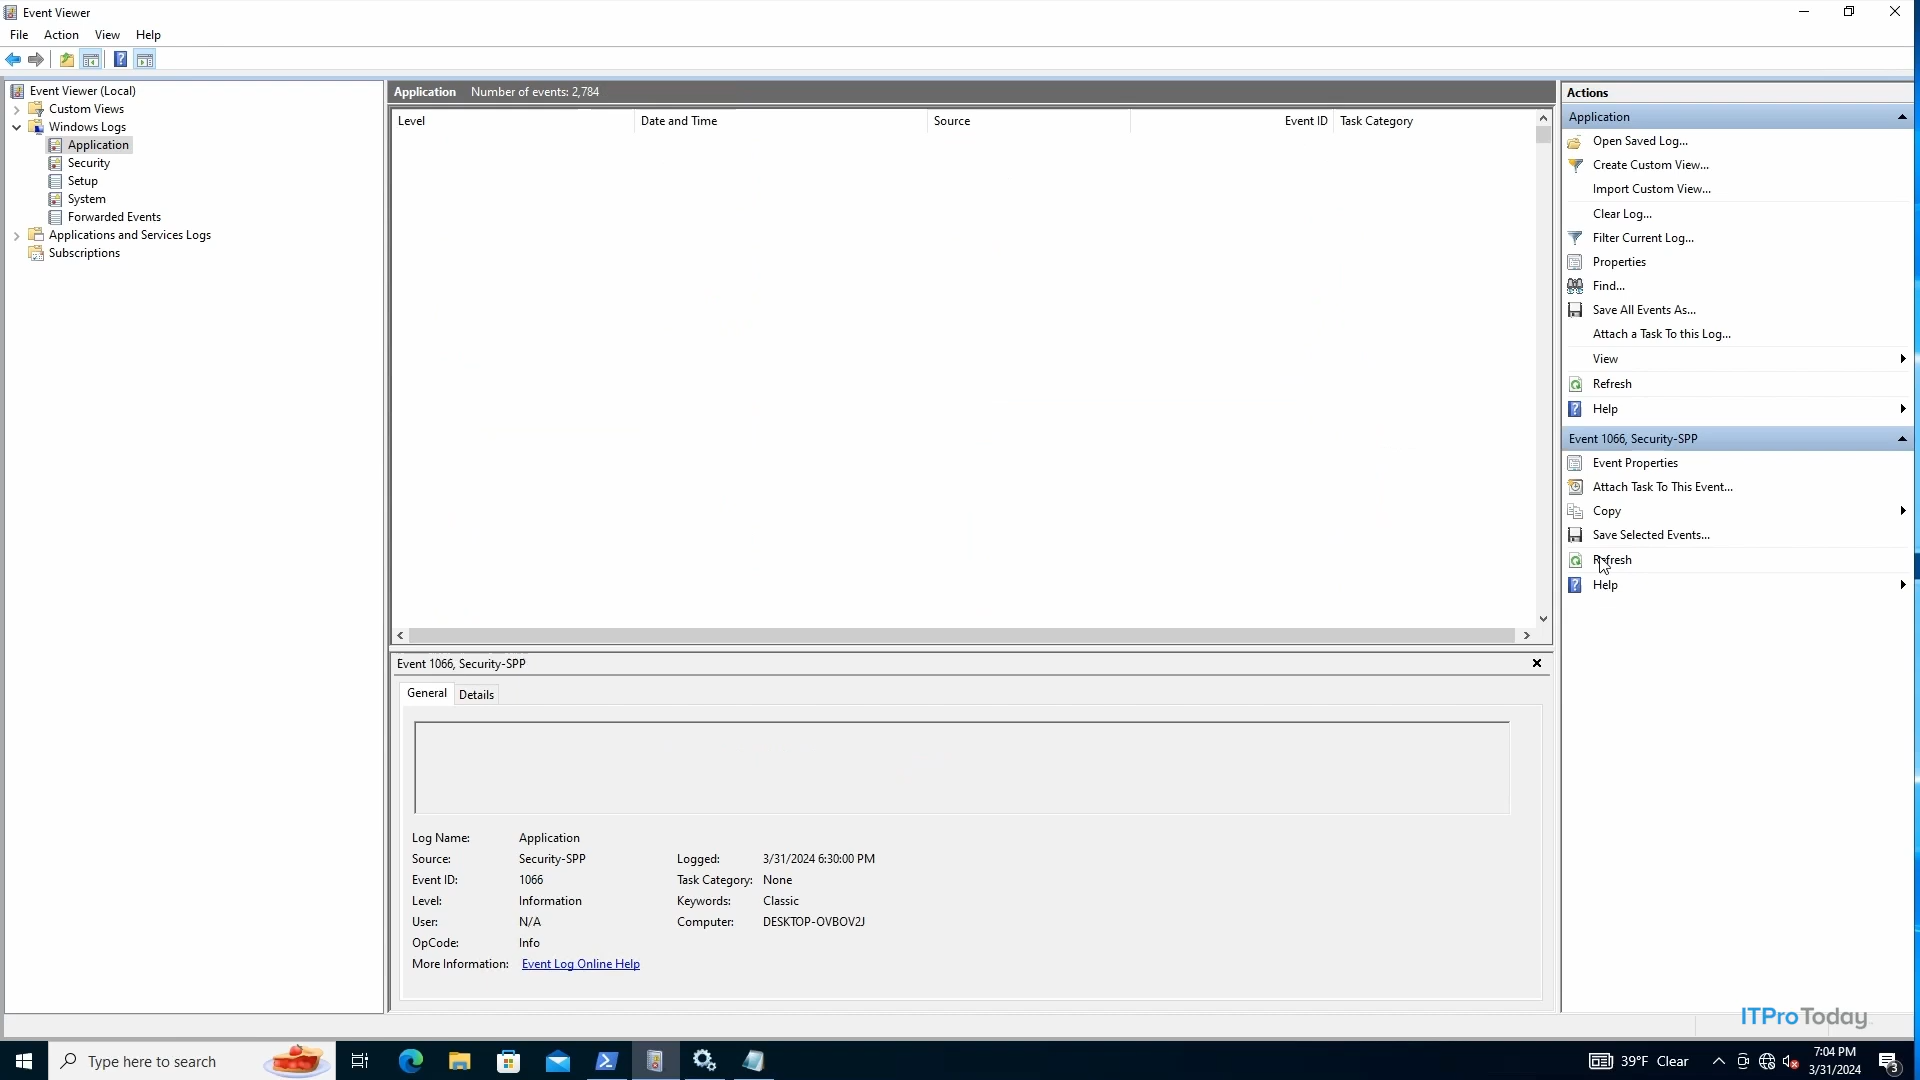 Event Viewer
File Action View Help
Event Viewer (Local)
Custom Views
Windows Logs
Application
Security
Setup
System
Forwarded Events
Applications and Services Logs
Subscriptions
Application Number of events: 2,784
Level Date and Time Source Event ID Task Category
Event 1066, Security-SPP
General Details
Log Name: Application
Source: Security-SPP Logged: 3/31/2024 6:30:00 PM
Event ID: 1066 Task Category: None
Level: Information Keywords: Classic
User: N/A Computer: DESKTOP-OVBOV2J
OpCode: Info
More Information: Event Log Online Help
Actions
Application
Open Saved Log...
Create Custom View...
Import Custom View...
Clear Log...
Filter Current Log...
Properties
Find...
Save All Events As...
Attach a Task To this Log...
View
Refresh
Help
Event 1066, Security-SPP
Event Properties
Attach Task To This Event...
Copy
Save Selected Events...
Refresh
Help
ITProToday
Type here to search
39°F Clear
7:04 PM
3/31/2024
3